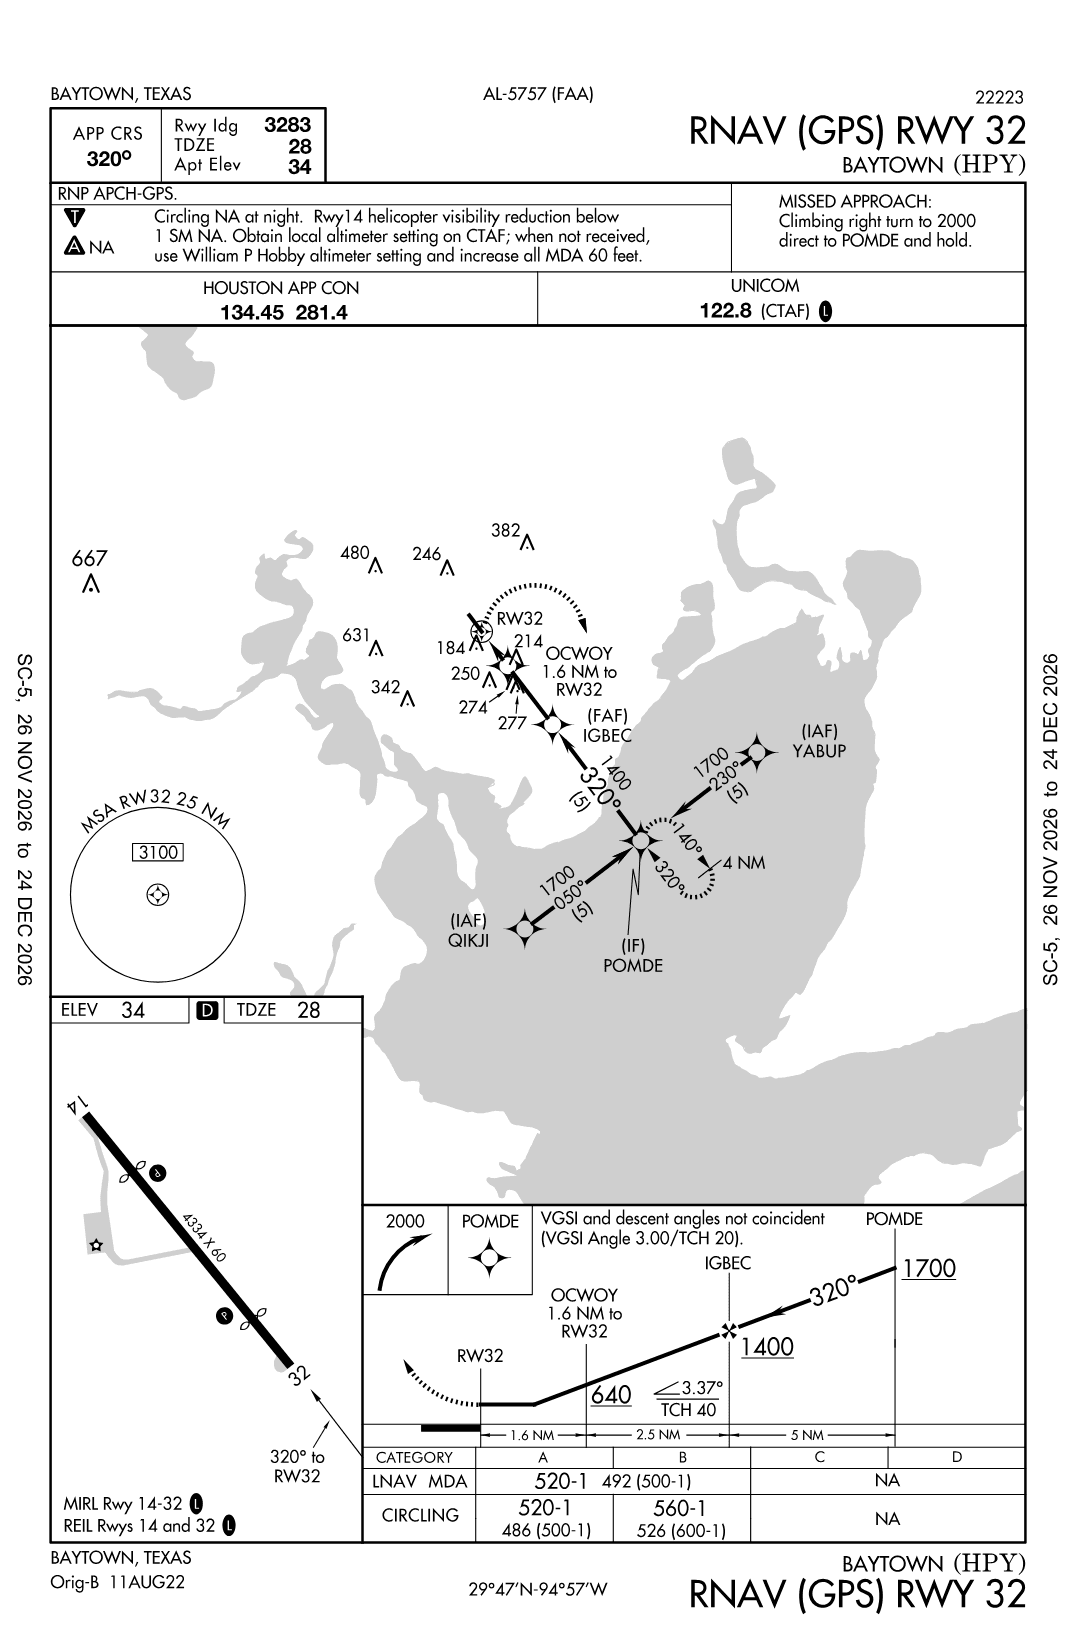 BAYTOWN, TEXAS
AL-5757 (FAA)
22223
APP CRS
320°
Rwy Idg 3283
TDZE 28
Apt Elev 34
RNAV (GPS) RWY 32
BAYTOWN (HPY)
RNP APCH-GPS.
T
A NA
Circling NA at night. Rwy14 helicopter visibility reduction below
1 SM NA. Obtain local altimeter setting on CTAF; when not received,
use William P Hobby altimeter setting and increase all MDA 60 feet.
MISSED APPROACH:
Climbing right turn to 2000
direct to POMDE and hold.
HOUSTON APP CON
134.45 281.4
UNICOM
122.8 (CTAF) L
667
480
246
382
631
342
RW32
184
214
250
274
277
OCWOY
1.6 NM to
RW32
(FAF)
IGBEC
(IAF)
YABUP
1700
230°
(5)
1400
320°
(5)
140°
320°
4 NM
1700
050°
(5)
(IAF)
QIKJI
(IF)
POMDE
MSA RW32 25 NM
3100
SC-5, 26 NOV 2026 to 24 DEC 2026
SC-5, 26 NOV 2026 to 24 DEC 2026
ELEV 34
D
TDZE 28
14
P
4334 X 60
P
32
320° to
RW32
MIRL Rwy 14-32 L
REIL Rwys 14 and 32 L
2000
POMDE
VGSI and descent angles not coincident
(VGSI Angle 3.00/TCH 20).
POMDE
IGBEC
1700
320°
OCWOY
1.6 NM to
RW32
1400
RW32
640
3.37°
TCH 40
1.6 NM
2.5 NM
5 NM
CATEGORY A B C D
LNAV MDA 520-1 492 (500-1) NA
CIRCLING
520-1
486 (500-1)
560-1
526 (600-1)
NA
BAYTOWN, TEXAS
Orig-B 11AUG22
29°47'N-94°57'W
BAYTOWN (HPY)
RNAV (GPS) RWY 32